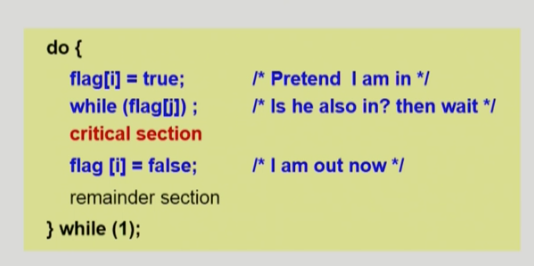 do {
flag[i] = true; /* Pretend I am in */
while (flag[j]) ; /* Is he also in? then wait */
critical section
flag [i] = false; /* I am out now */
remainder section
} while (1);